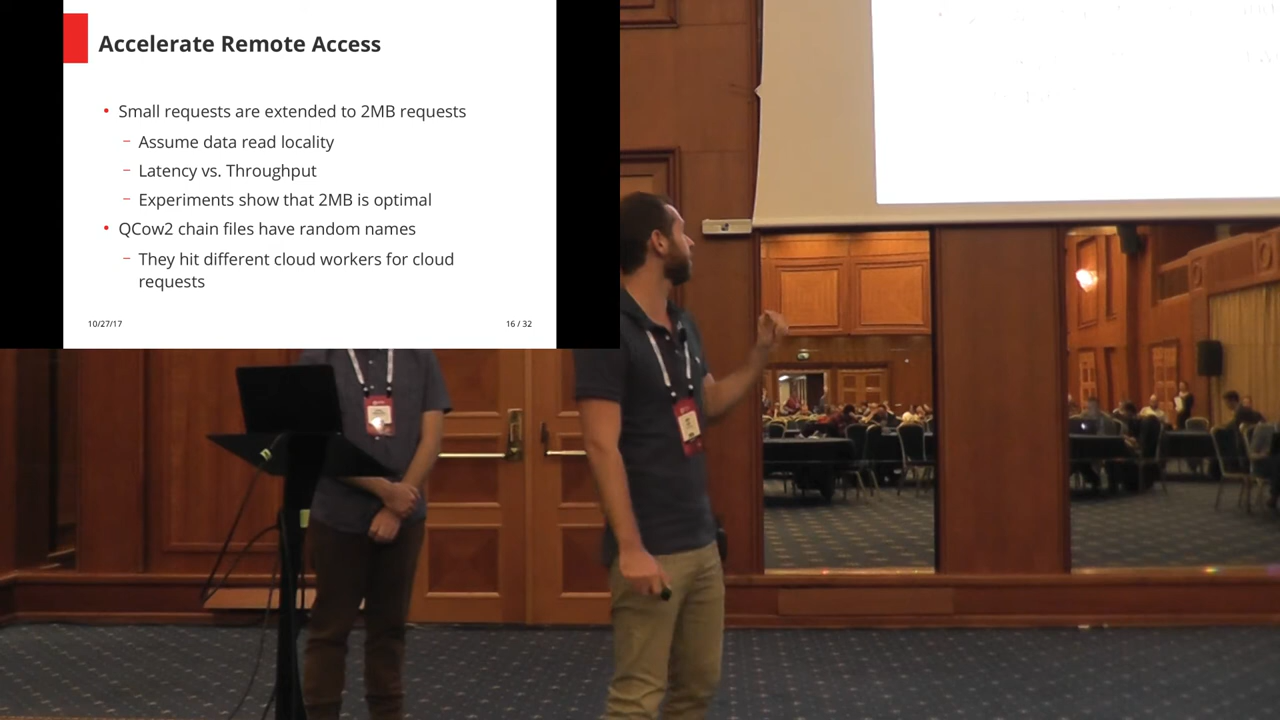 Accelerate Remote Access
• Small requests are extended to 2MB requests
– Assume data read locality
– Latency vs. Throughput
– Experiments show that 2MB is optimal
• QCow2 chain files have random names
– They hit different cloud workers for cloud
requests
10/27/17
16 / 32